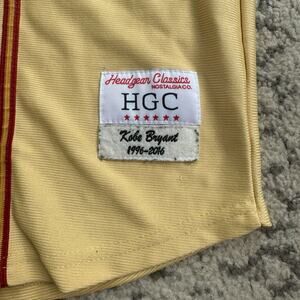 Headgear Classics
NOSTALGIA CO.
HGC
Kobe Bryant
1996-2016